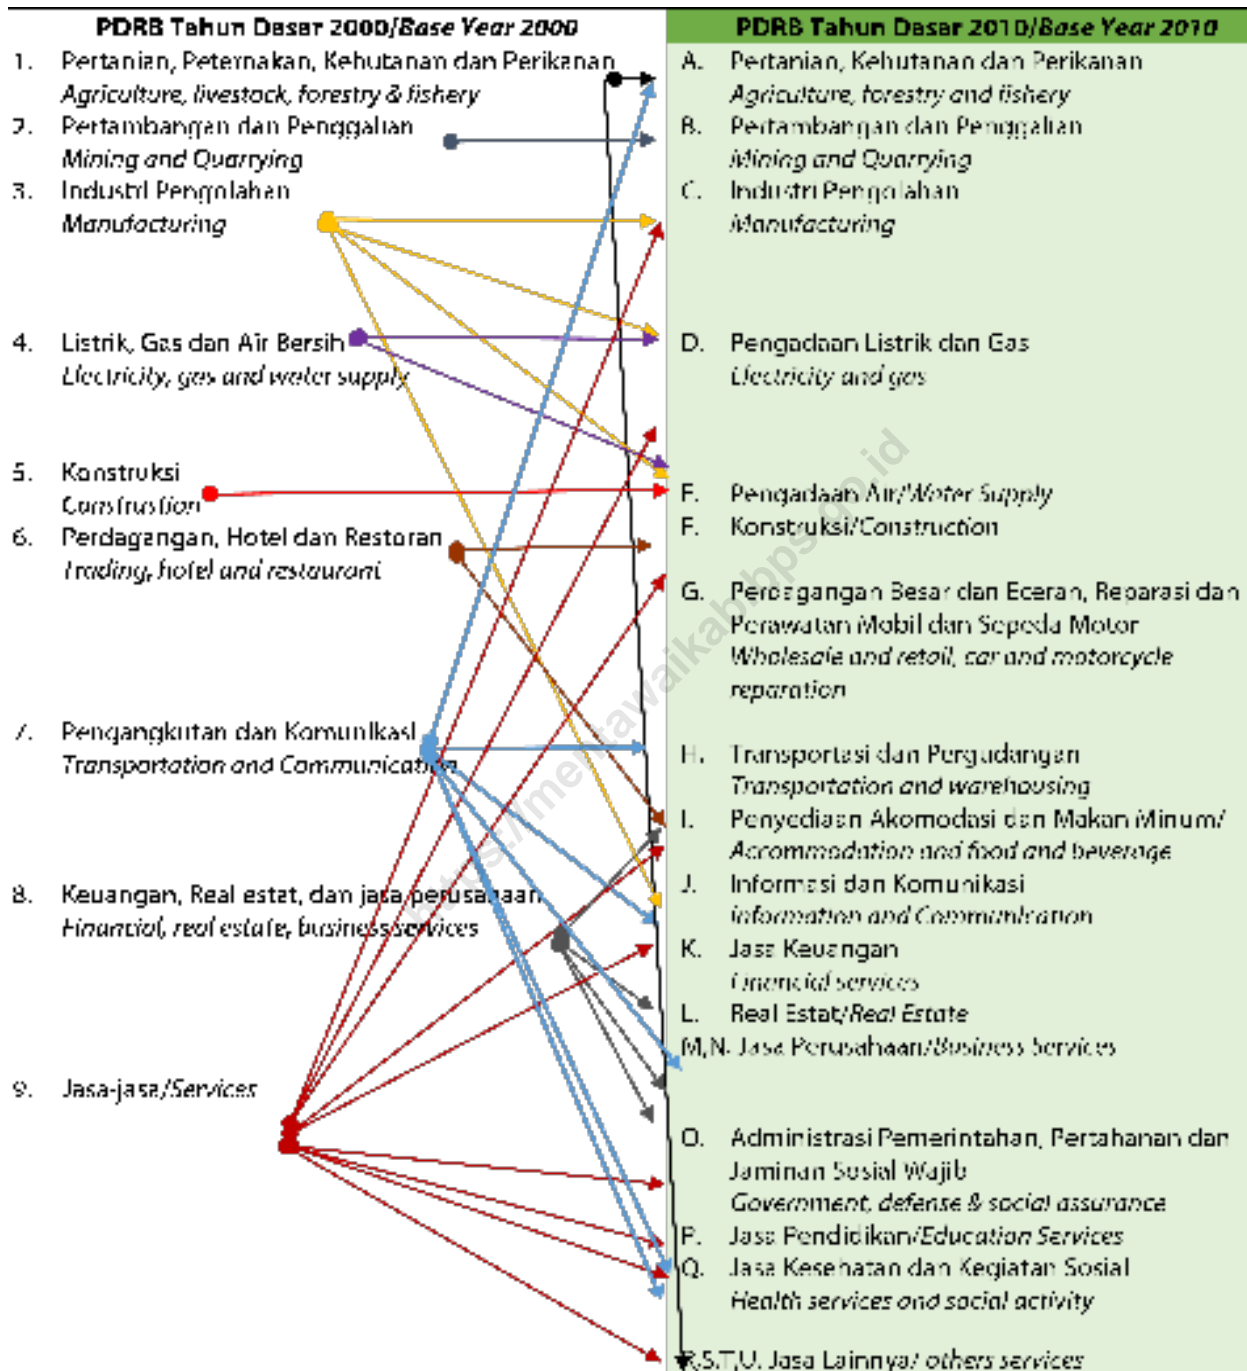 PDRB Tahun Dasar 2000/Base Year 2000
1. Pertanian, Peternakan, Kehutanan dan Perikanan
Agriculture, livestock, forestry & fishery
2. Pertambangan dan Penggalian
Mining and Quarrying
3. Industri Pengolahan
Manufacturing
4. Listrik, Gas dan Air Bersih
Electricity, gas and water supply
5. Konstruksi
Construstion
6. Perdagangan, Hotel dan Restoran
Trading, hotel and restaurant
7. Pengangkutan dan Komunikasi
Transportation and Communication
8. Keuangan, Real estat, dan jasa perusahaan
Financial, real estate, business services
9. Jasa-jasa/Services
PDRB Tahun Dasar 2010/Base Year 2010
A. Pertanian, Kehutanan dan Perikanan
Agriculture, forestry and fishery
B. Pertambangan dan Penggalian
Mining and Quarrying
C. Industri Pengolahan
Manufacturing
D. Pengadaan Listrik dan Gas
Electricity and gas
E. Pengadaan Air/Water Supply
F. Konstruksi/Construction
G. Perdagangan Besar dan Eceran, Reparasi dan
Perawatan Mobil dan Sepeda Motor
Wholesale and retail, car and motorcycle
reparation
H. Transportasi dan Pergudangan
Transportation and warehousing
I. Penyediaan Akomodasi dan Makan Minum/
Accommodation and food and beverage
J. Informasi dan Komunikasi
Information and Communication
K. Jasa Keuangan
Financial services
L. Real Estat/Real Estate
M,N. Jasa Perusahaan/Business Services
O. Administrasi Pemerintahan, Pertahanan dan
Jaminan Sosial Wajib
Government, defense & social assurance
P. Jasa Pendidikan/Education Services
Q. Jasa Kesehatan dan Kegiatan Sosial
Health services and social activity
R,S,T,U. Jasa Lainnya/ others services
https://mentawaikab.bps.go.id